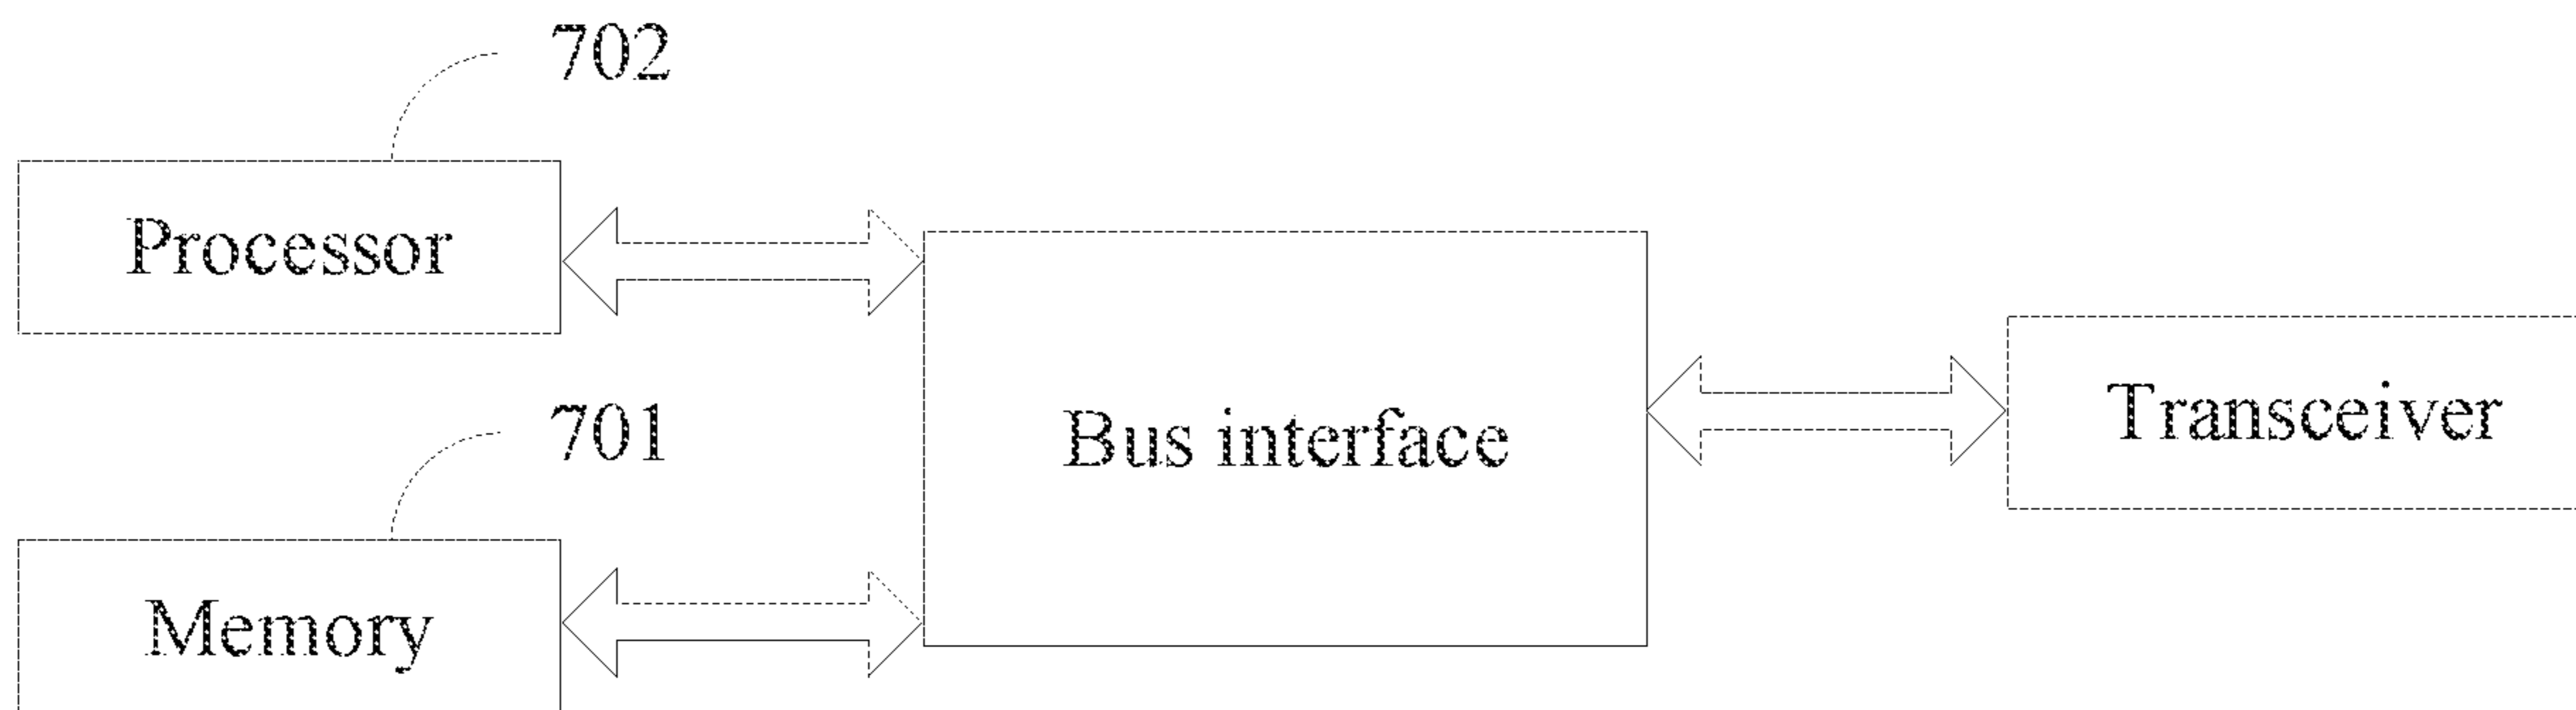 702
Processor
701
Memory
Bus interface
Transceiver